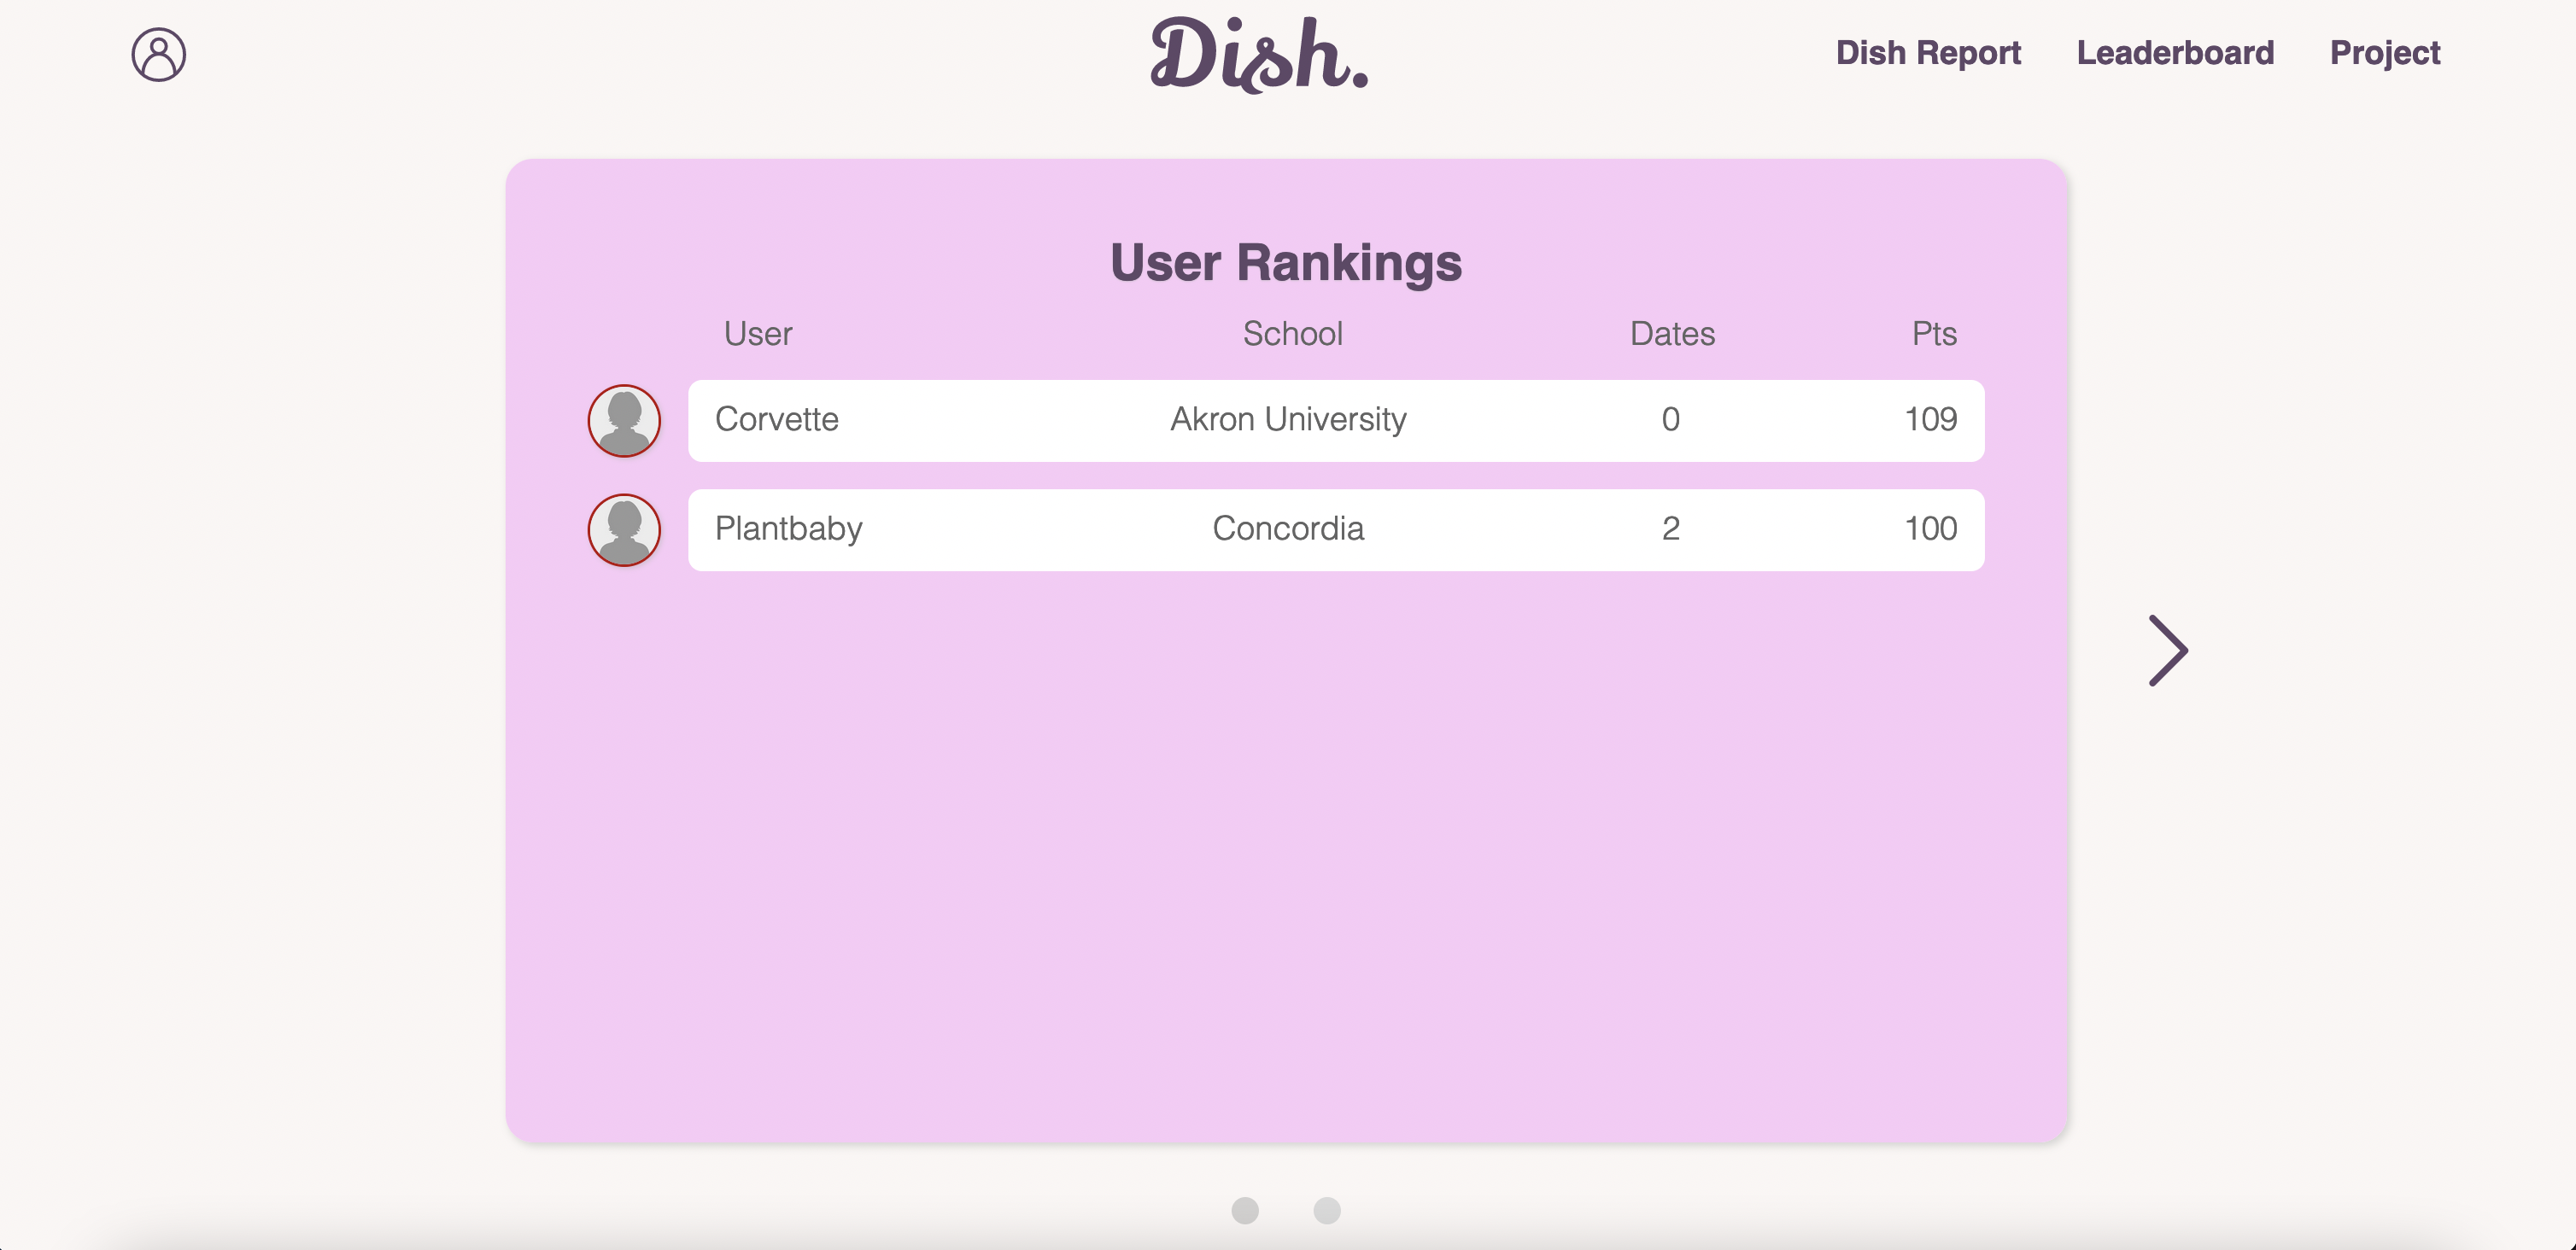 Dish.
Dish Report Leaderboard Project
User Rankings
User School Dates Pts
Corvette Akron University 0 109
Plantbaby Concordia 2 100